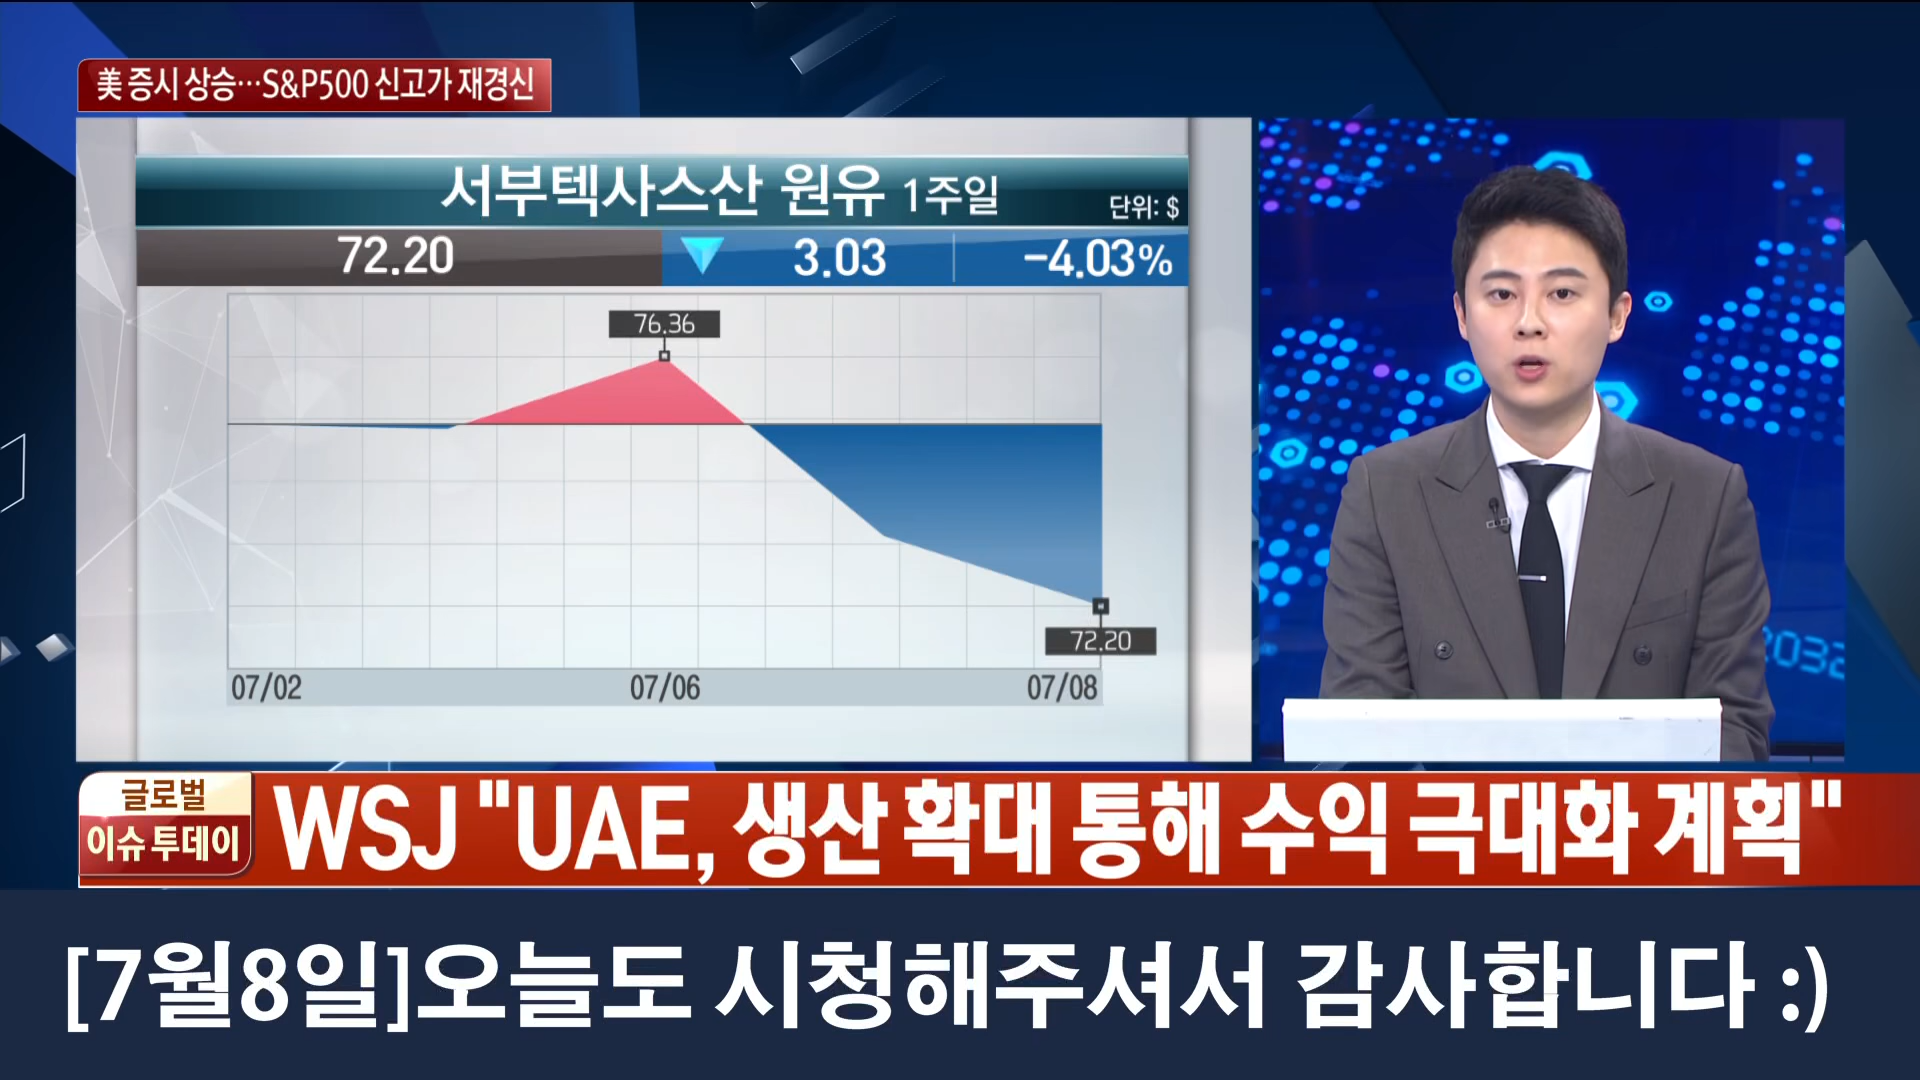 美 증시 상승…S&P500 신고가 재경신
서부텍사스산 원유 1주일
단위: $
72.20 ▼ 3.03 -4.03%
76.36
72.20
07/02 07/06 07/08
2032
글로벌
이슈 투데이
WSJ "UAE, 생산 확대 통해 수익 극대화 계획"
[7월8일]오늘도 시청해주셔서 감사합니다 :)